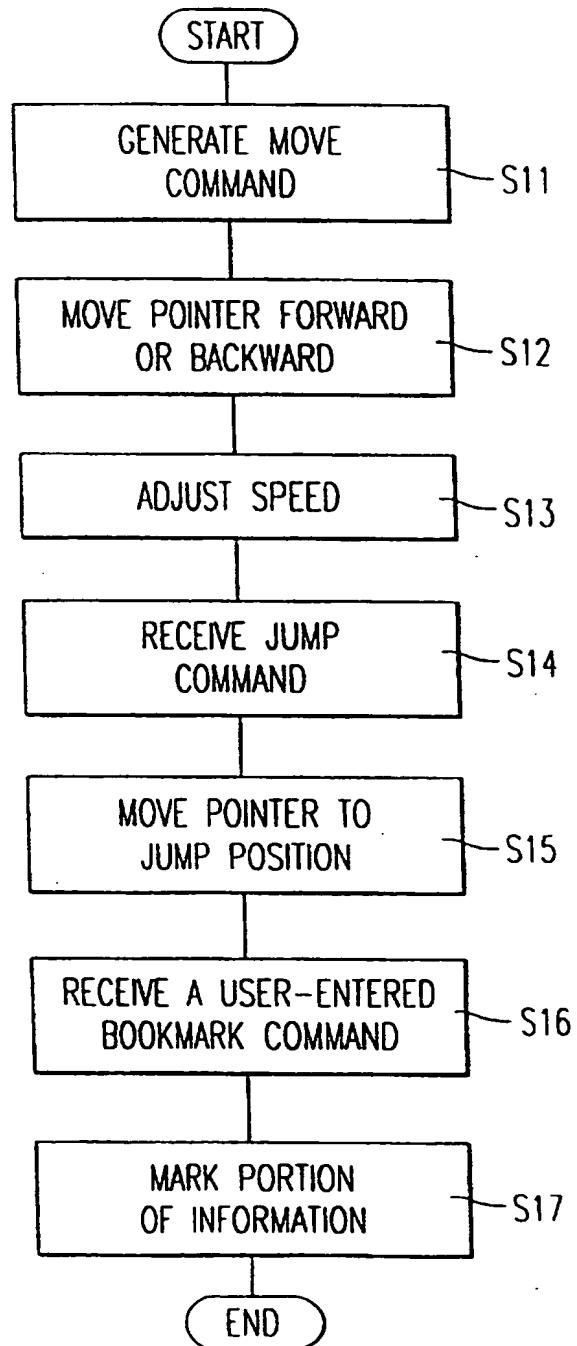 START
GENERATE MOVE
COMMAND
S11
MOVE POINTER FORWARD
OR BACKWARD
S12
ADJUST SPEED
S13
RECEIVE JUMP
COMMAND
S14
MOVE POINTER TO
JUMP POSITION
S15
RECEIVE A USER-ENTERED
BOOKMARK COMMAND
S16
MARK PORTION
OF INFORMATION
S17
END